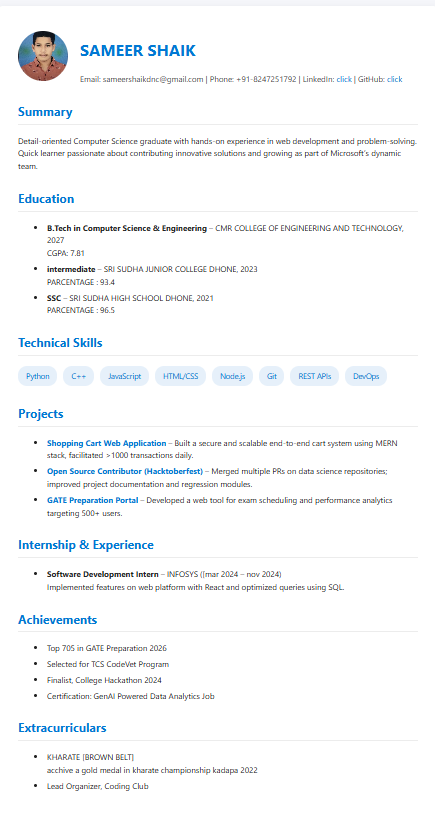 SAMEER SHAIK
Email: sameershaikdnc@gmail.com | Phone: +91-8247251792 | LinkedIn: click | GitHub: click
Summary
Detail-oriented Computer Science graduate with hands-on experience in web development and problem-solving.
Quick learner passionate about contributing innovative solutions and growing as part of Microsoft's dynamic
team.
Education
• B.Tech in Computer Science & Engineering – CMR COLLEGE OF ENGINEERING AND TECHNOLOGY,
2027
CGPA: 7.81
• intermediate – SRI SUDHA JUNIOR COLLEGE DHONE, 2023
PARCENTAGE : 93.4
• SSC – SRI SUDHA HIGH SCHOOL DHONE, 2021
PARCENTAGE : 96.5
Technical Skills
Python C++ JavaScript HTML/CSS Node.js Git REST APIs DevOps
Projects
• Shopping Cart Web Application – Built a secure and scalable end-to-end cart system using MERN
stack, facilitated >1000 transactions daily.
• Open Source Contributor (Hacktoberfest) – Merged multiple PRs on data science repositories;
improved project documentation and regression modules.
• GATE Preparation Portal – Developed a web tool for exam scheduling and performance analytics
targeting 500+ users.
Internship & Experience
• Software Development Intern – INFOSYS ([mar 2024 – nov 2024)
Implemented features on web platform with React and optimized queries using SQL.
Achievements
• Top 705 in GATE Preparation 2026
• Selected for TCS CodeVet Program
• Finalist, College Hackathon 2024
• Certification: GenAI Powered Data Analytics Job
Extracurriculars
• KHARATE [BROWN BELT]
acchive a gold medal in kharate championship kadapa 2022
• Lead Organizer, Coding Club